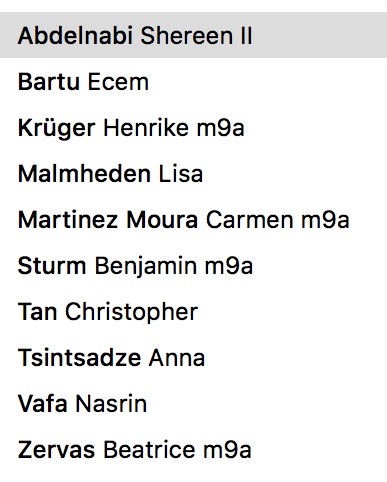 Abdelnabi Shereen II
Bartu Ecem
Krüger Henrike m9a
Malmheden Lisa
Martinez Moura Carmen m9a
Sturm Benjamin m9a
Tan Christopher
Tsintsadze Anna
Vafa Nasrin
Zervas Beatrice m9a